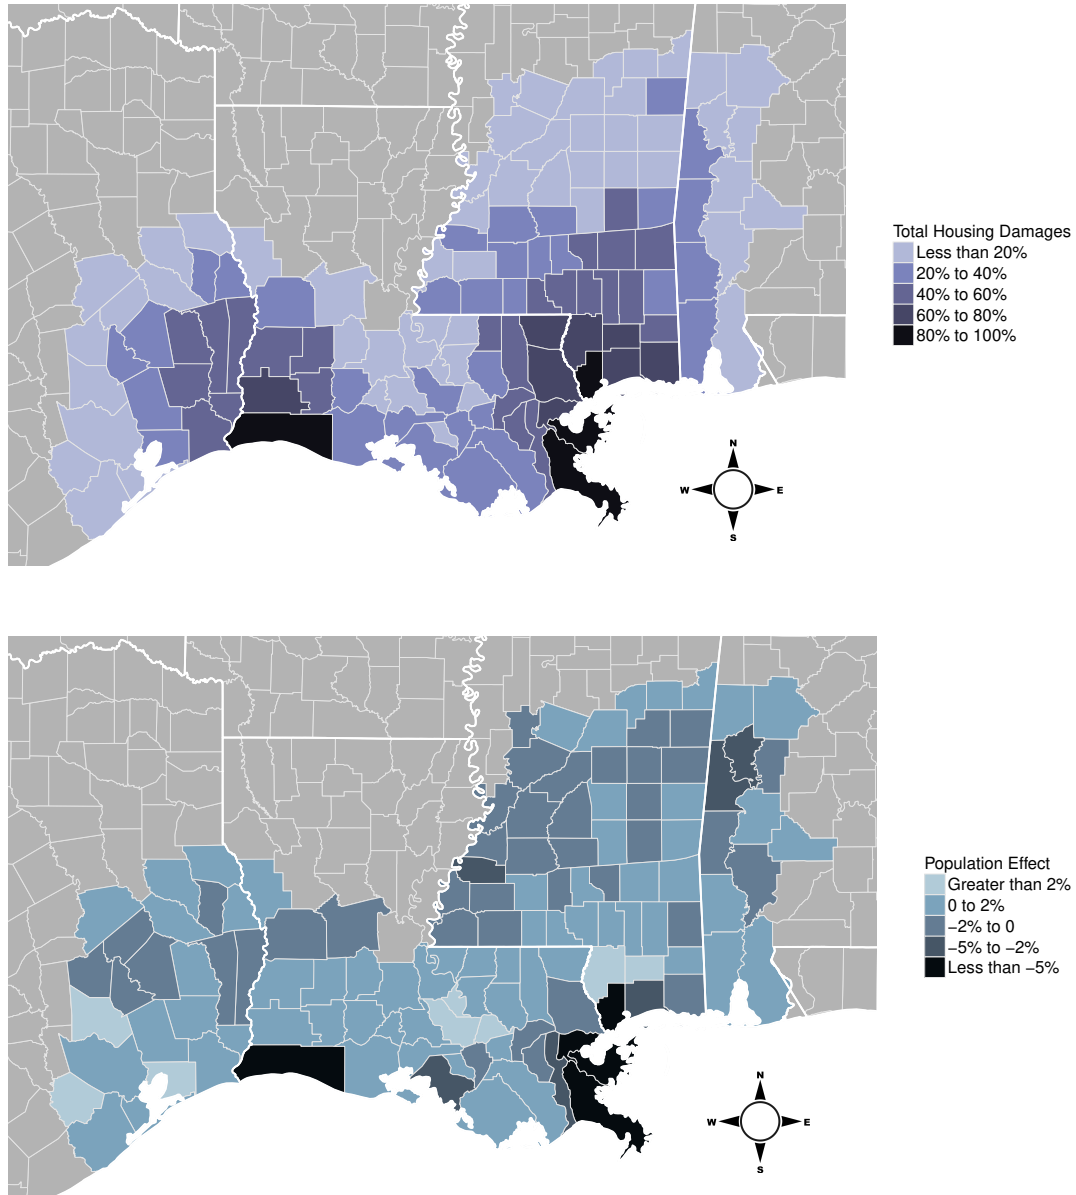 Total Housing Damages
Less than 20%
20% to 40%
40% to 60%
60% to 80%
80% to 100%
N
W E
S
Population Effect
Greater than 2%
0 to 2%
−2% to 0
−5% to −2%
Less than −5%
N
W E
S